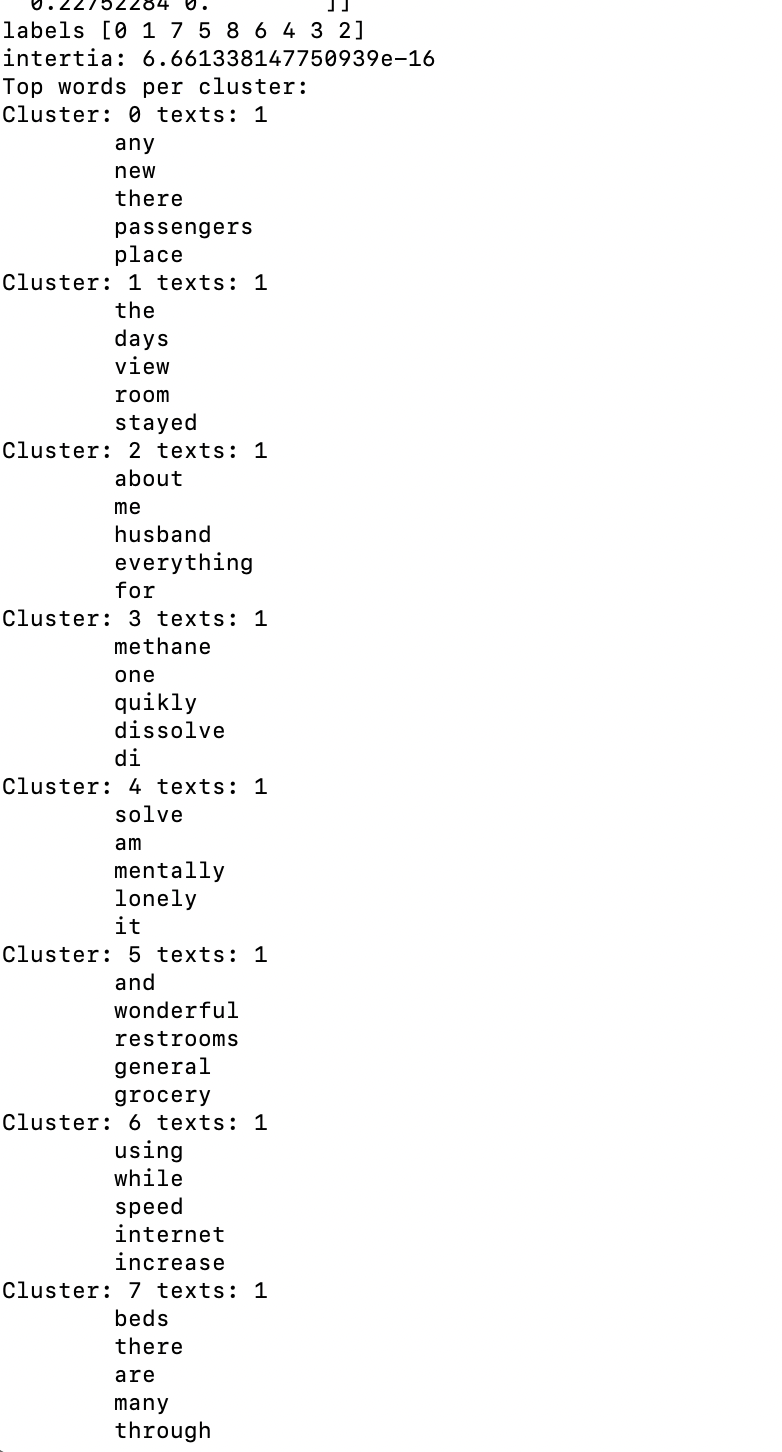 0.22752284 0.         ]]
labels [0 1 7 5 8 6 4 3 2]
intertia: 6.661338147750939e-16
Top words per cluster:
Cluster: 0 texts: 1
any
new
there
passengers
place
Cluster: 1 texts: 1
the
days
view
room
stayed
Cluster: 2 texts: 1
about
me
husband
everything
for
Cluster: 3 texts: 1
methane
one
quikly
dissolve
di
Cluster: 4 texts: 1
solve
am
mentally
lonely
it
Cluster: 5 texts: 1
and
wonderful
restrooms
general
grocery
Cluster: 6 texts: 1
using
while
speed
internet
increase
Cluster: 7 texts: 1
beds
there
are
many
through